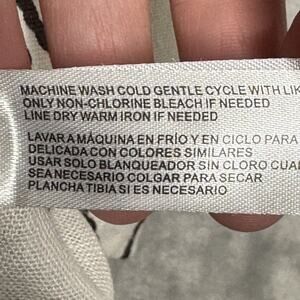 MACHINE WASH COLD GENTLE CYCLE WITH LIK
ONLY NON-CHLORINE BLEACH IF NEEDED
LINE DRY WARM IRON IF NEEDED
LAVAR A MÁQUINA EN FRÍO Y EN CICLO PARA
DELICADA CON COLORES SIMILARES
USAR SOLO BLANQUEADOR SIN CLORO CUA
SEA NECESARIO COLGAR PARA SECAR
PLANCHA TIBIA SI ES NECESARIO